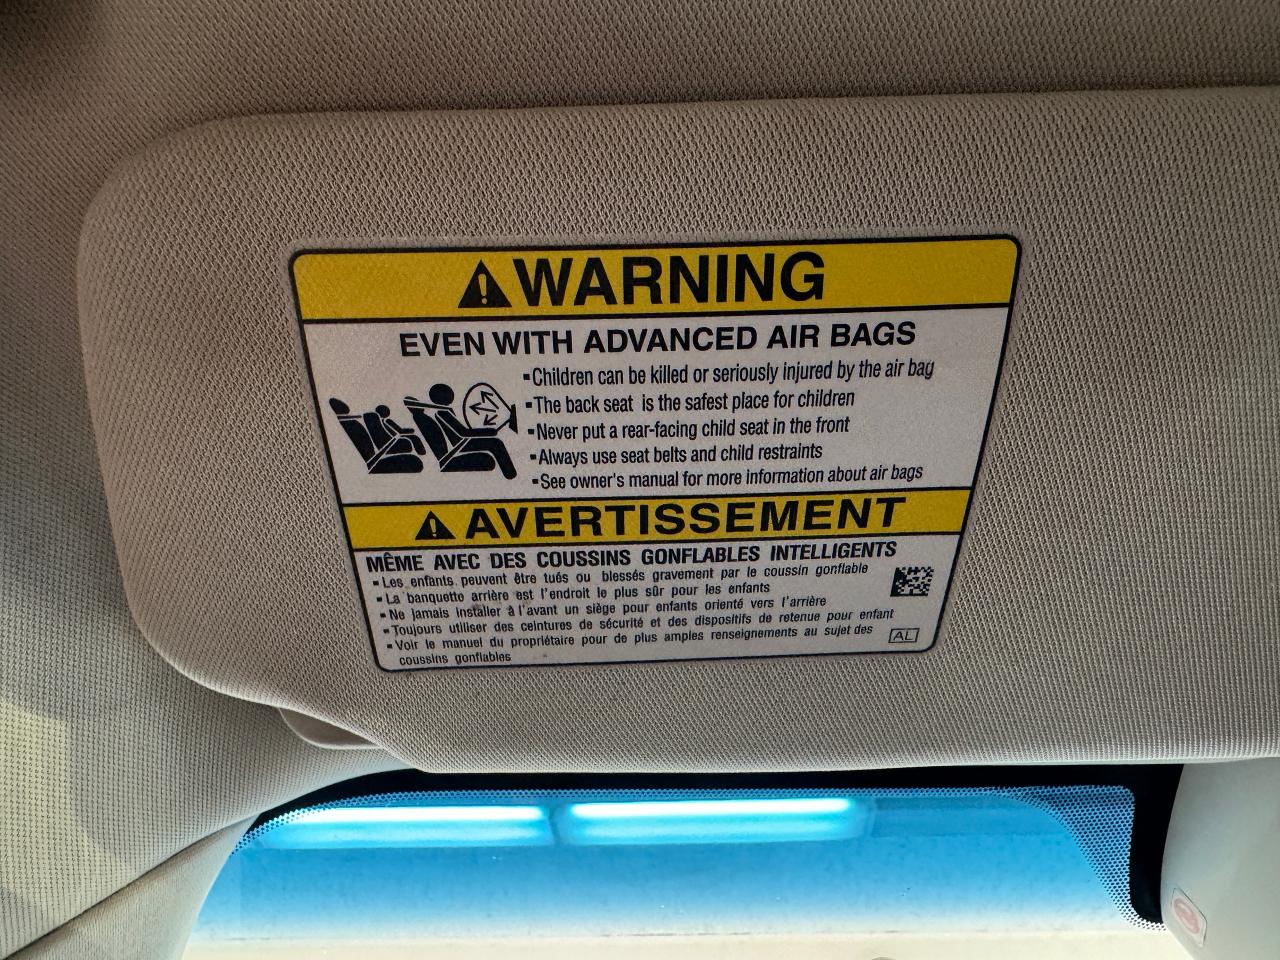 WARNING
EVEN WITH ADVANCED AIR BAGS
▪Children can be killed or seriously injured by the air bag
▪The back seat is the safest place for children
▪Never put a rear-facing child seat in the front
▪Always use seat belts and child restraints
▪See owner's manual for more information about air bags
AVERTISSEMENT
MÊME AVEC DES COUSSINS GONFLABLES INTELLIGENTS
▪Les enfants peuvent être tués ou blessés gravement par le coussin gonflable
▪La banquette arrière est l'endroit le plus sûr pour les enfants
▪Ne jamais installer à l'avant un siège pour enfants orienté vers l'arrière
▪Toujours utiliser des ceintures de sécurité et des dispositifs de retenue pour enfant
▪Voir le manuel du propriétaire pour de plus amples renseignements au sujet des
coussins gonflables
AL